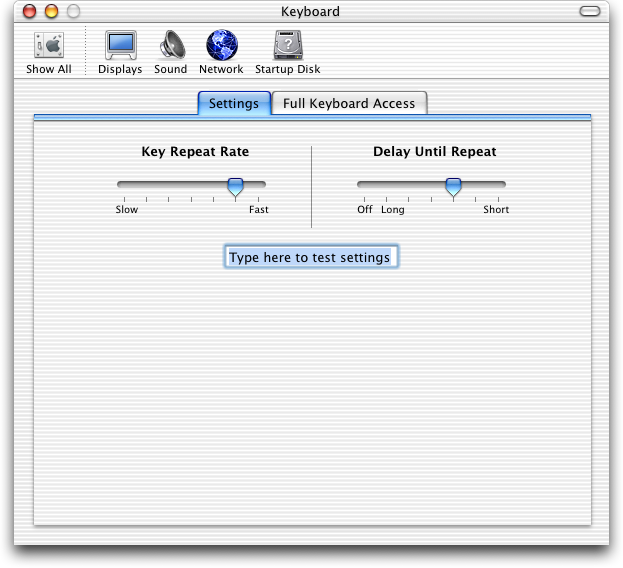 Keyboard
Show All Displays Sound Network Startup Disk
Settings Full Keyboard Access
Key Repeat Rate Delay Until Repeat
Slow Fast Off Long Short
Type here to test settings